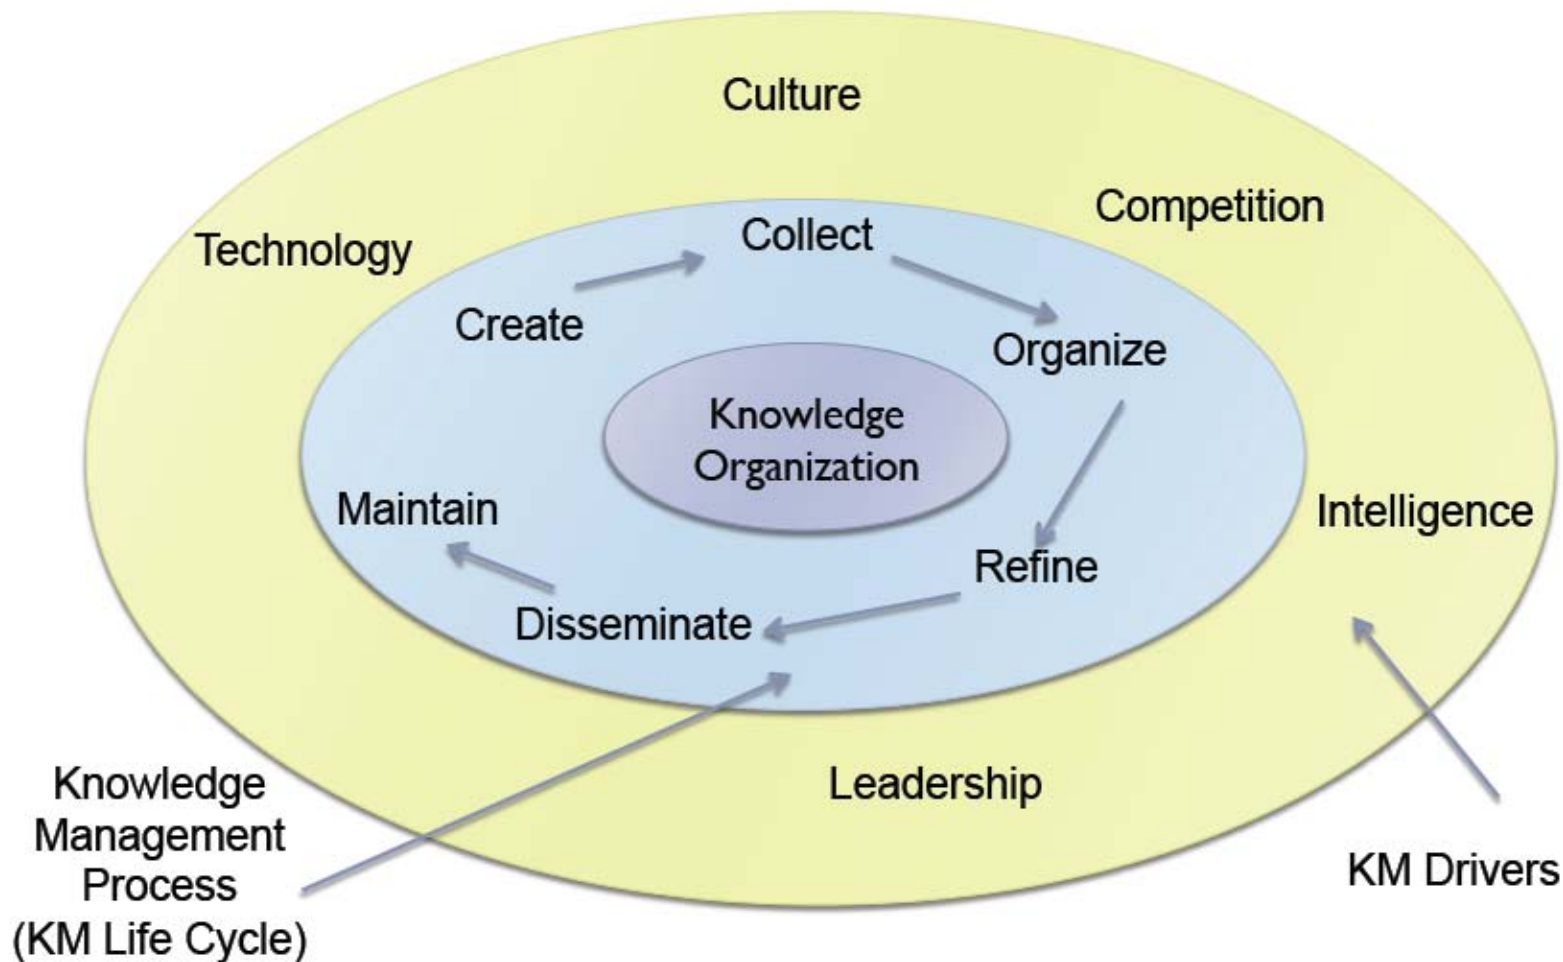 Culture
Competition
Technology
Collect
Create
Organize
Knowledge
Organization
Maintain
Intelligence
Refine
Disseminate
Knowledge
Management
Process
(KM Life Cycle)
Leadership
KM Drivers